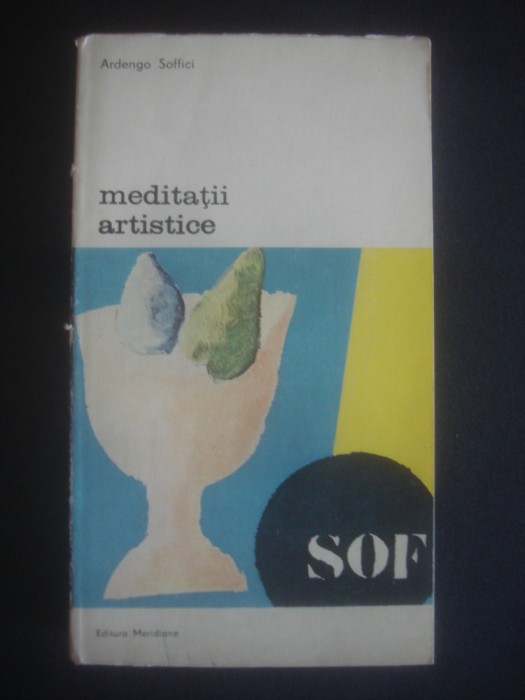 Ardengo Soffici
meditaţii
artistice
SOF
Editura Meridiane